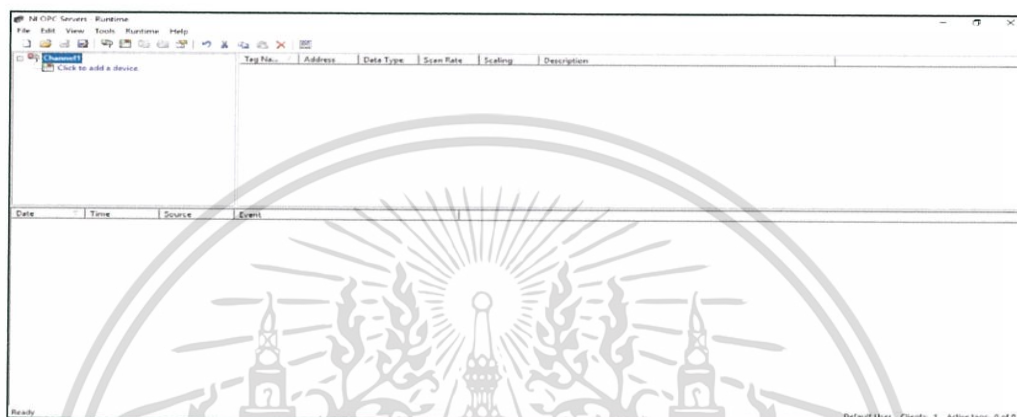 NI OPC Servers - Runtime
File Edit View Tools Runtime Help
Channel1
Click to add a device.
Tag Na... Address Data Type Scan Rate Scaling Description
Date Time Source Event
Ready
Default User Clients: 1 Active tags: 0 of 0